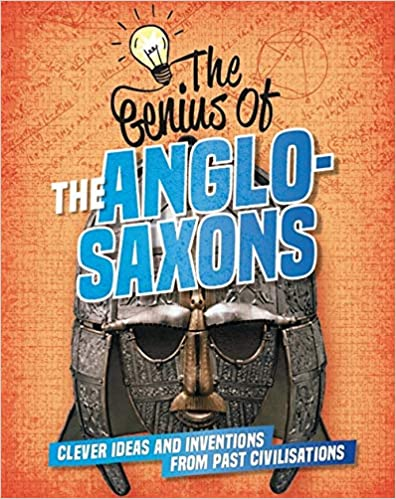 The
Genius Of
THE ANGLO-
SAXONS
CLEVER IDEAS AND INVENTIONS
FROM PAST CIVILISATIONS